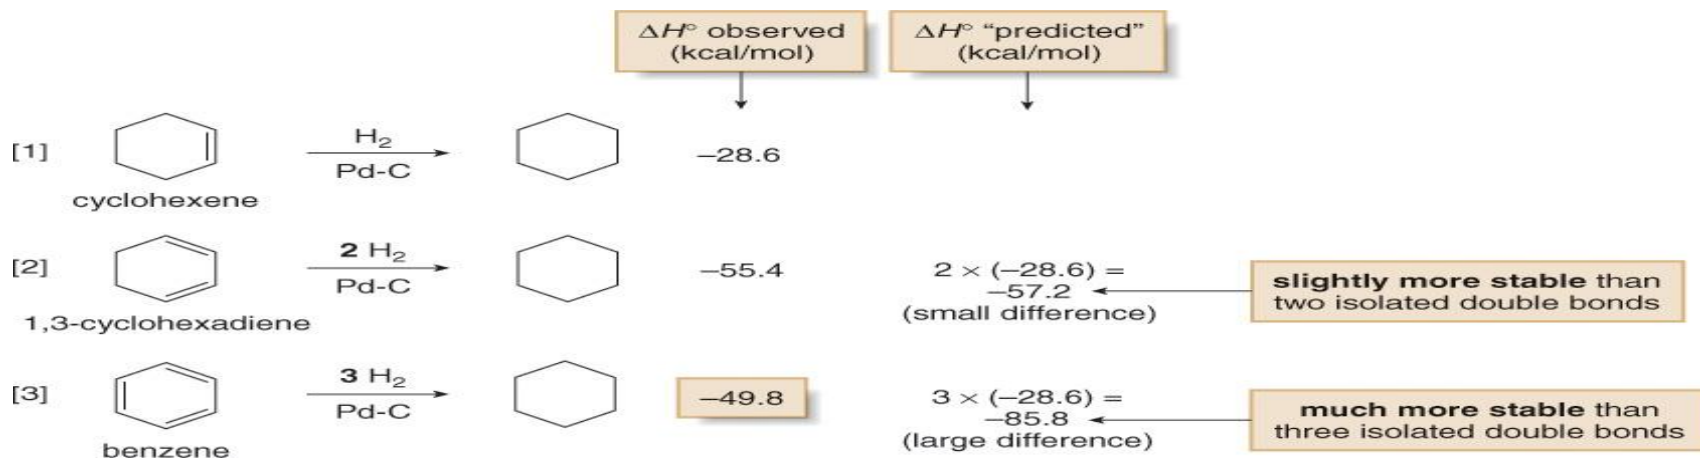 ΔH° observed
(kcal/mol)
ΔH° “predicted”
(kcal/mol)
[1]
H₂
Pd-C
–28.6
cyclohexene
[2]
2 H₂
Pd-C
–55.4
2 × (–28.6) =
–57.2
(small difference)
slightly more stable than
two isolated double bonds
1,3-cyclohexadiene
[3]
3 H₂
Pd-C
–49.8
3 × (–28.6) =
–85.8
(large difference)
much more stable than
three isolated double bonds
benzene